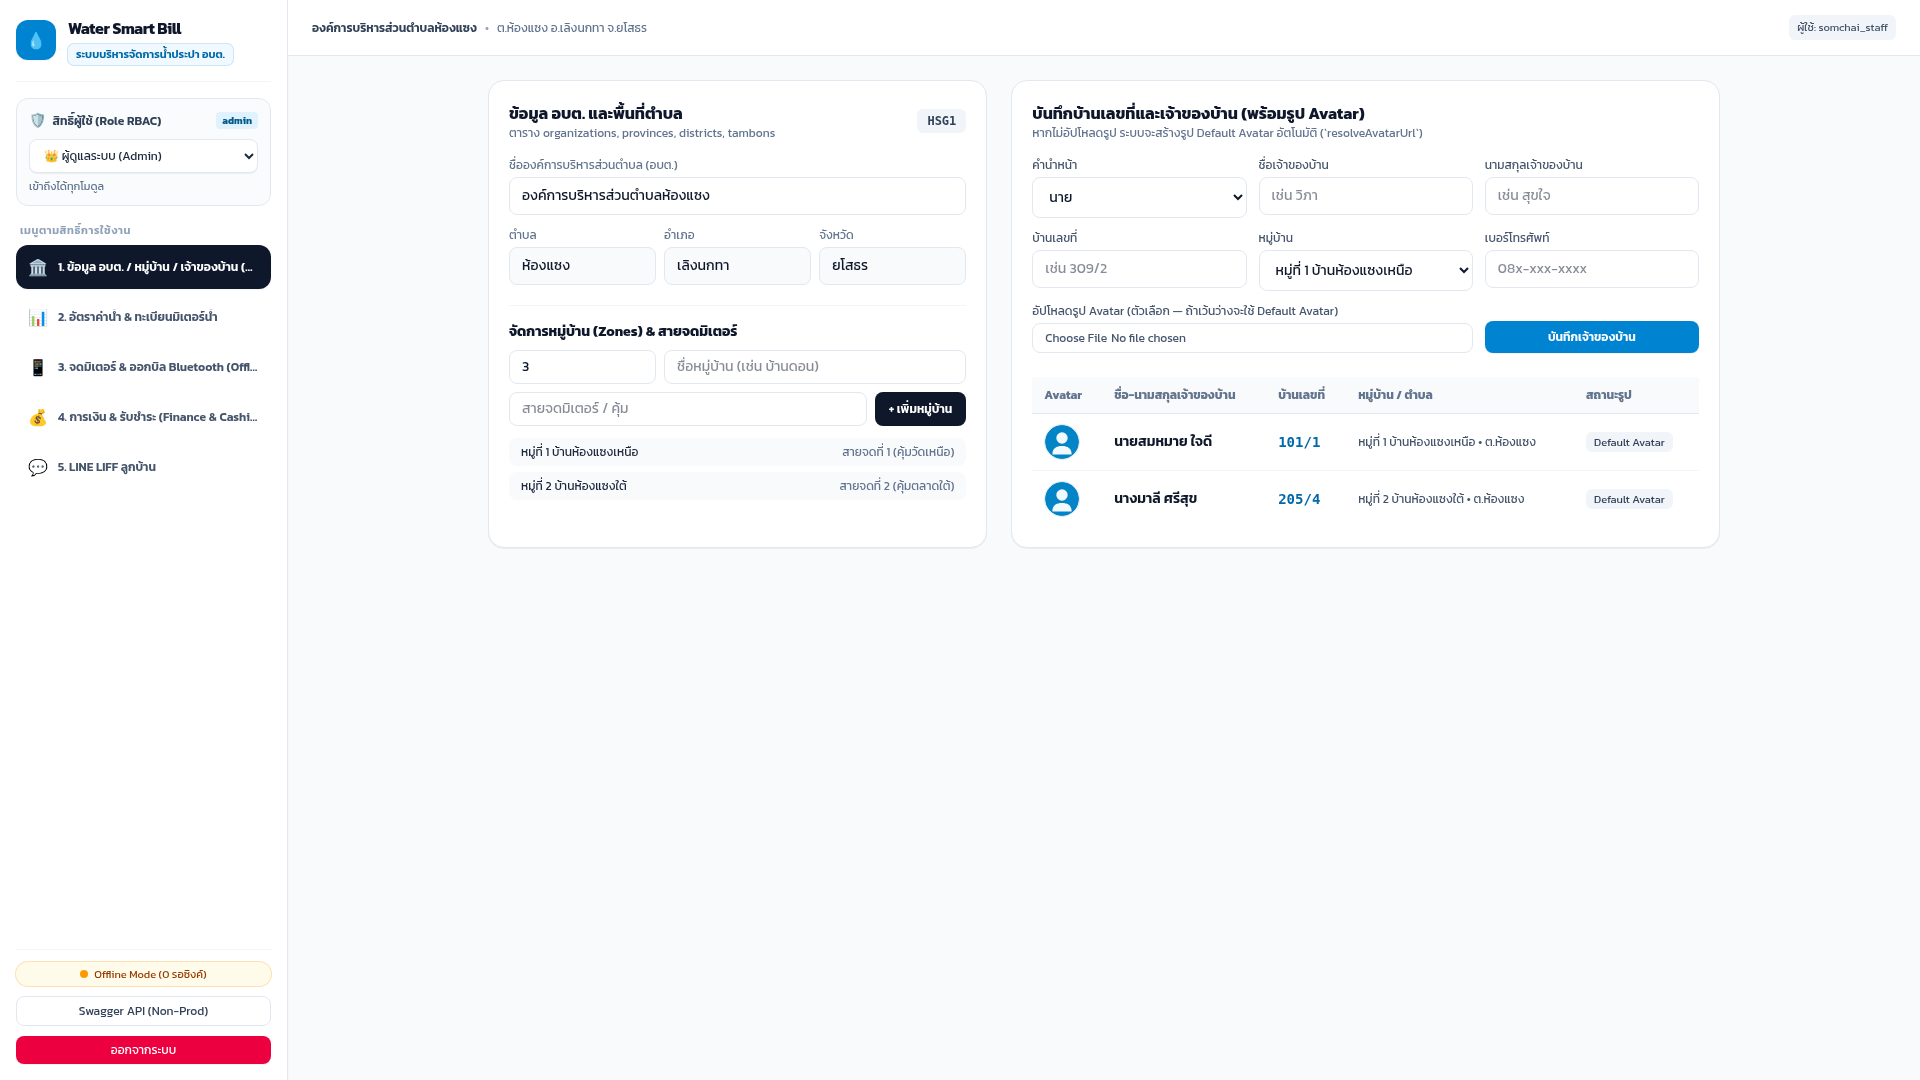 Water Smart Bill
ระบบบริหารจัดการน้ำประปา อบต.
สิทธิ์ผู้ใช้ (Role RBAC)
admin
ผู้ดูแลระบบ (Admin)
เข้าถึงได้ทุกโมดูล
เมนูตามสิทธิ์การใช้งาน
1. ข้อมูล อบต. / หมู่บ้าน / เจ้าของบ้าน (...
2. อัตราค่าน้ำ & ทะเบียนมิเตอร์น้ำ
3. จดมิเตอร์ & ออกบิล Bluetooth (Offl...
4. การเงิน & รับชำระ (Finance & Cashi...
5. LINE LIFF ลูกบ้าน
Offline Mode (0 รอซิงค์)
Swagger API (Non-Prod)
ออกจากระบบ
องค์การบริหารส่วนตำบลห้องแซง • ต.ห้องแซง อ.เลิงนกทา จ.ยโสธร
ผู้ใช้: somchai_staff
ข้อมูล อบต. และพื้นที่ตำบล
ตาราง organizations, provinces, districts, tambons
HSG1
ชื่อองค์การบริหารส่วนตำบล (อบต.)
องค์การบริหารส่วนตำบลห้องแซง
ตำบล อำเภอ จังหวัด
ห้องแซง เลิงนกทา ยโสธร
จัดการหมู่บ้าน (Zones) & สายจดมิเตอร์
3 ชื่อหมู่บ้าน (เช่น บ้านดอน)
สายจดมิเตอร์ / คุ้ม + เพิ่มหมู่บ้าน
หมู่ที่ 1 บ้านห้องแซงเหนือ สายจดที่ 1 (คุ้มวัดเหนือ)
หมู่ที่ 2 บ้านห้องแซงใต้ สายจดที่ 2 (คุ้มตลาดใต้)
บันทึกบ้านเลขที่และเจ้าของบ้าน (พร้อมรูป Avatar)
หากไม่อัปโหลดรูป ระบบจะสร้างรูป Default Avatar อัตโนมัติ (`resolveAvatarUrl`)
คำนำหน้า ชื่อเจ้าของบ้าน นามสกุลเจ้าของบ้าน
นาย เช่น วิภา เช่น สุขใจ
บ้านเลขที่ หมู่บ้าน เบอร์โทรศัพท์
เช่น 309/2 หมู่ที่ 1 บ้านห้องแซงเหนือ 08x-xxx-xxxx
อัปโหลดรูป Avatar (ตัวเลือก — ถ้าเว้นว่างจะใช้ Default Avatar)
Choose File No file chosen บันทึกเจ้าของบ้าน
Avatar ชื่อ-นามสกุลเจ้าของบ้าน บ้านเลขที่ หมู่บ้าน / ตำบล สถานะรูป
นายสมหมาย ใจดี 101/1 หมู่ที่ 1 บ้านห้องแซงเหนือ • ต.ห้องแซง Default Avatar
นางมาลี ศรีสุข 205/4 หมู่ที่ 2 บ้านห้องแซงใต้ • ต.ห้องแซง Default Avatar